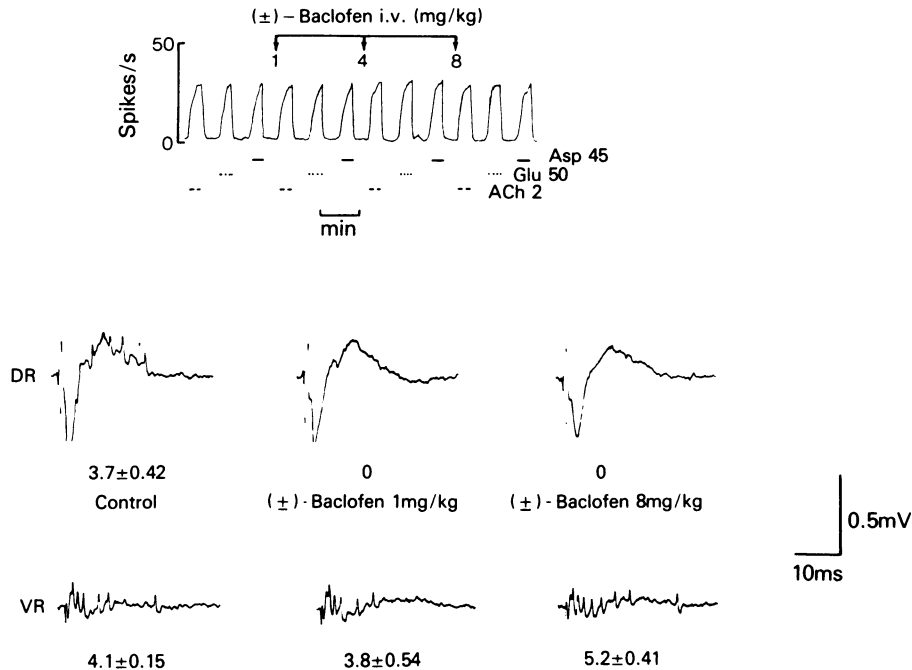 (±) – Baclofen i.v. (mg/kg)
1 4 8
50
Spikes/s
0
Asp 45
Glu 50
ACh 2
min
DR
3.7±0.42 0 0
Control (±) - Baclofen 1mg/kg (±) - Baclofen 8mg/kg
0.5mV
10ms
VR
4.1±0.15 3.8±0.54 5.2±0.41